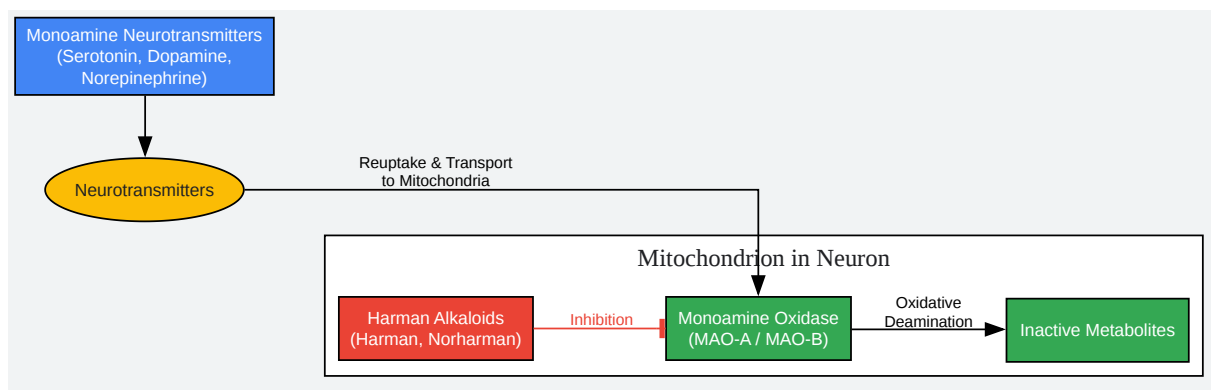 Monoamine Neurotransmitters
(Serotonin, Dopamine,
Norepinephrine)
Neurotransmitters
Reuptake & Transport
to Mitochondria
Mitochondrion in Neuron
Harman Alkaloids
(Harman, Norharman)
Inhibition
Monoamine Oxidase
(MAO-A / MAO-B)
Oxidative
Deamination
Inactive Metabolites